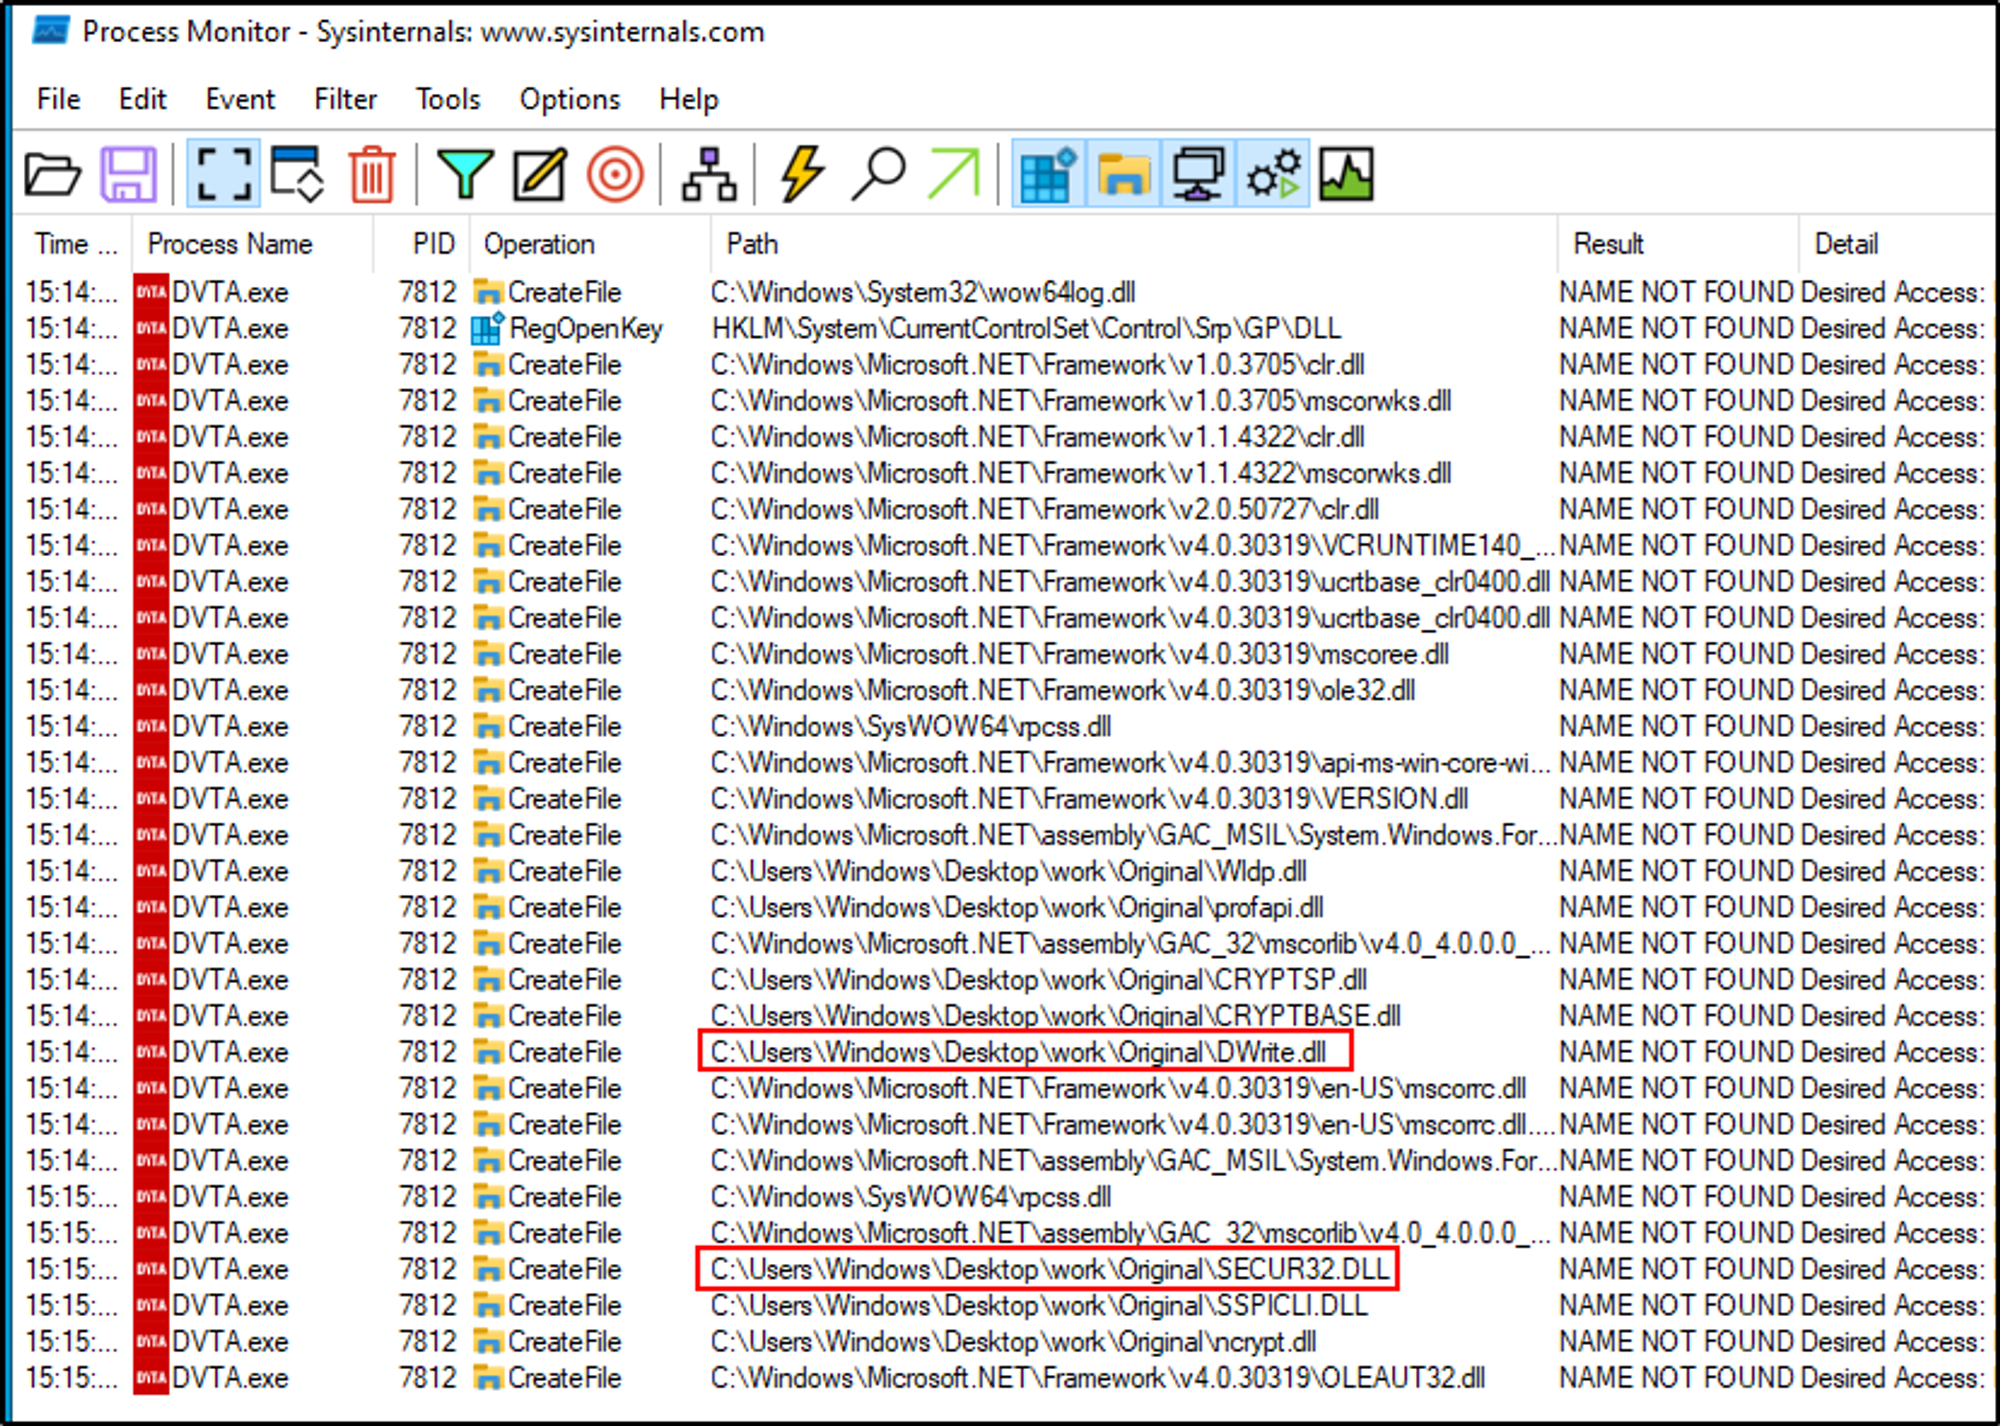 Process Monitor - Sysinternals: www.sysinternals.com
File Edit Event Filter Tools Options Help
Time ... Process Name PID Operation Path Result Detail
15:14:... DVTA DVTA.exe 7812 CreateFile C:\Windows\System32\wow64log.dll NAME NOT FOUND Desired Access:
15:14:... DVTA DVTA.exe 7812 RegOpenKey HKLM\System\CurrentControlSet\Control\Srp\GP\DLL NAME NOT FOUND Desired Access:
15:14:... DVTA DVTA.exe 7812 CreateFile C:\Windows\Microsoft.NET\Framework\v1.0.3705\clr.dll NAME NOT FOUND Desired Access:
15:14:... DVTA DVTA.exe 7812 CreateFile C:\Windows\Microsoft.NET\Framework\v1.0.3705\mscorwks.dll NAME NOT FOUND Desired Access:
15:14:... DVTA DVTA.exe 7812 CreateFile C:\Windows\Microsoft.NET\Framework\v1.1.4322\clr.dll NAME NOT FOUND Desired Access:
15:14:... DVTA DVTA.exe 7812 CreateFile C:\Windows\Microsoft.NET\Framework\v1.1.4322\mscorwks.dll NAME NOT FOUND Desired Access:
15:14:... DVTA DVTA.exe 7812 CreateFile C:\Windows\Microsoft.NET\Framework\v2.0.50727\clr.dll NAME NOT FOUND Desired Access:
15:14:... DVTA DVTA.exe 7812 CreateFile C:\Windows\Microsoft.NET\Framework\v4.0.30319\VCRUNTIME140_... NAME NOT FOUND Desired Access:
15:14:... DVTA DVTA.exe 7812 CreateFile C:\Windows\Microsoft.NET\Framework\v4.0.30319\ucrtbase_clr0400.dll NAME NOT FOUND Desired Access:
15:14:... DVTA DVTA.exe 7812 CreateFile C:\Windows\Microsoft.NET\Framework\v4.0.30319\ucrtbase_clr0400.dll NAME NOT FOUND Desired Access:
15:14:... DVTA DVTA.exe 7812 CreateFile C:\Windows\Microsoft.NET\Framework\v4.0.30319\mscoree.dll NAME NOT FOUND Desired Access:
15:14:... DVTA DVTA.exe 7812 CreateFile C:\Windows\Microsoft.NET\Framework\v4.0.30319\ole32.dll NAME NOT FOUND Desired Access:
15:14:... DVTA DVTA.exe 7812 CreateFile C:\Windows\SysWOW64\rpcss.dll NAME NOT FOUND Desired Access:
15:14:... DVTA DVTA.exe 7812 CreateFile C:\Windows\Microsoft.NET\Framework\v4.0.30319\api-ms-win-core-wi... NAME NOT FOUND Desired Access:
15:14:... DVTA DVTA.exe 7812 CreateFile C:\Windows\Microsoft.NET\Framework\v4.0.30319\VERSION.dll NAME NOT FOUND Desired Access:
15:14:... DVTA DVTA.exe 7812 CreateFile C:\Windows\Microsoft.NET\assembly\GAC_MSIL\System.Windows.For... NAME NOT FOUND Desired Access:
15:14:... DVTA DVTA.exe 7812 CreateFile C:\Users\Windows\Desktop\work\Original\Wldp.dll NAME NOT FOUND Desired Access:
15:14:... DVTA DVTA.exe 7812 CreateFile C:\Users\Windows\Desktop\work\Original\profapi.dll NAME NOT FOUND Desired Access:
15:14:... DVTA DVTA.exe 7812 CreateFile C:\Windows\Microsoft.NET\assembly\GAC_32\mscorlib\v4.0_4.0.0.0_... NAME NOT FOUND Desired Access:
15:14:... DVTA DVTA.exe 7812 CreateFile C:\Users\Windows\Desktop\work\Original\CRYPTSP.dll NAME NOT FOUND Desired Access:
15:14:... DVTA DVTA.exe 7812 CreateFile C:\Users\Windows\Desktop\work\Original\CRYPTBASE.dll NAME NOT FOUND Desired Access:
15:14:... DVTA DVTA.exe 7812 CreateFile C:\Users\Windows\Desktop\work\Original\DWrite.dll NAME NOT FOUND Desired Access:
15:14:... DVTA DVTA.exe 7812 CreateFile C:\Windows\Microsoft.NET\Framework\v4.0.30319\en-US\mscorrc.dll NAME NOT FOUND Desired Access:
15:14:... DVTA DVTA.exe 7812 CreateFile C:\Windows\Microsoft.NET\Framework\v4.0.30319\en-US\mscorrc.dll.... NAME NOT FOUND Desired Access:
15:14:... DVTA DVTA.exe 7812 CreateFile C:\Windows\Microsoft.NET\assembly\GAC_MSIL\System.Windows.For... NAME NOT FOUND Desired Access:
15:15:... DVTA DVTA.exe 7812 CreateFile C:\Windows\SysWOW64\rpcss.dll NAME NOT FOUND Desired Access:
15:15:... DVTA DVTA.exe 7812 CreateFile C:\Windows\Microsoft.NET\assembly\GAC_32\mscorlib\v4.0_4.0.0.0_... NAME NOT FOUND Desired Access:
15:15:... DVTA DVTA.exe 7812 CreateFile C:\Users\Windows\Desktop\work\Original\SECUR32.DLL NAME NOT FOUND Desired Access:
15:15:... DVTA DVTA.exe 7812 CreateFile C:\Users\Windows\Desktop\work\Original\SSPICLI.DLL NAME NOT FOUND Desired Access:
15:15:... DVTA DVTA.exe 7812 CreateFile C:\Users\Windows\Desktop\work\Original\ncrypt.dll NAME NOT FOUND Desired Access:
15:15:... DVTA DVTA.exe 7812 CreateFile C:\Windows\Microsoft.NET\Framework\v4.0.30319\OLEAUT32.dll NAME NOT FOUND Desired Access: